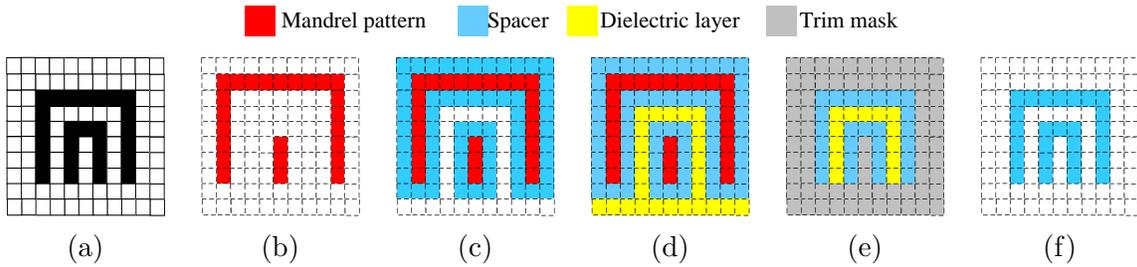 Mandrel pattern Spacer Dielectric layer Trim mask
(a) (b) (c) (d) (e) (f)